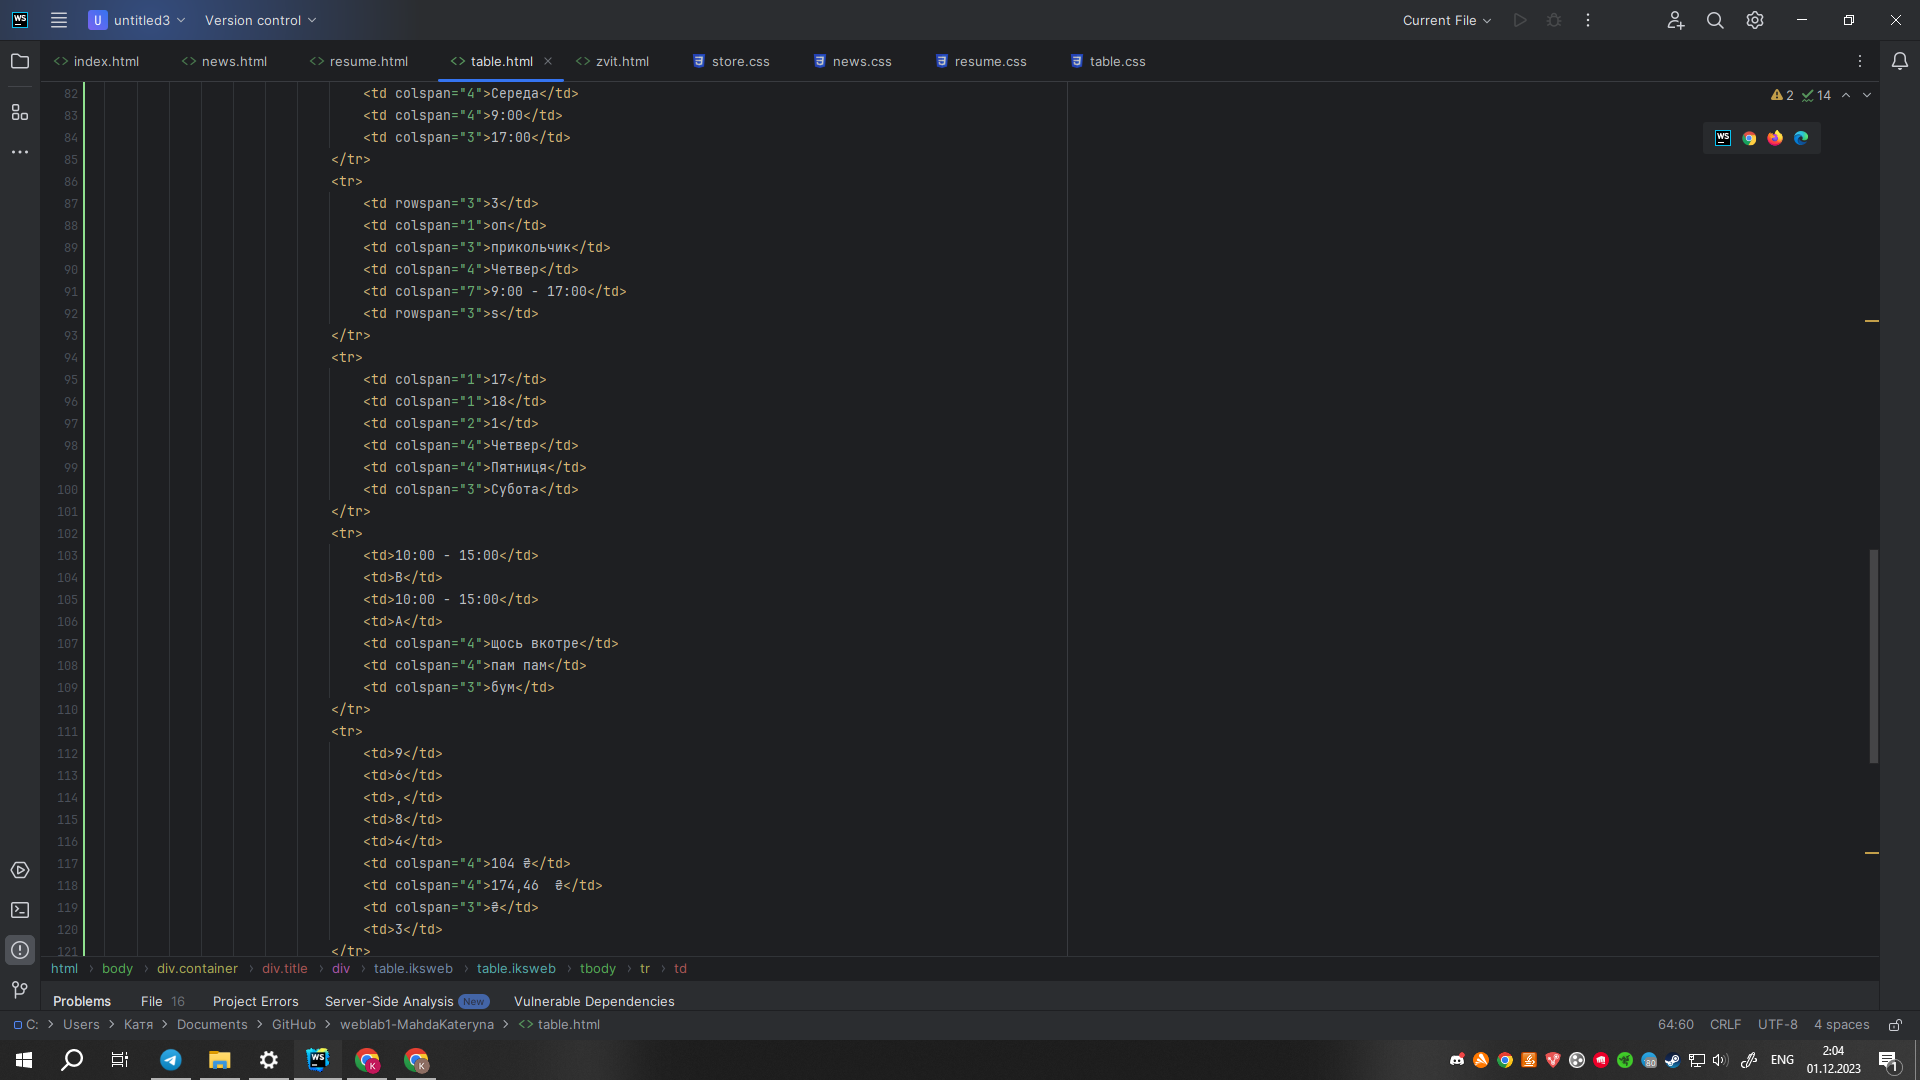 WS U untitled3 Version control Current File
index.html news.html resume.html table.html zvit.html store.css news.css resume.css table.css
82 <td colspan="4">Середа</td>
2 14
83 <td colspan="4">9:00</td>
84 <td colspan="3">17:00</td>
WS
85 </tr>
86 <tr>
87 <td rowspan="3">3</td>
88 <td colspan="1">оп</td>
89 <td colspan="3">прикольчик</td>
90 <td colspan="4">Четвер</td>
91 <td colspan="7">9:00 - 17:00</td>
92 <td rowspan="3">s</td>
93 </tr>
94 <tr>
95 <td colspan="1">17</td>
96 <td colspan="1">18</td>
97 <td colspan="2">1</td>
98 <td colspan="4">Четвер</td>
99 <td colspan="4">Пятниця</td>
100 <td colspan="3">Субота</td>
101 </tr>
102 <tr>
103 <td>10:00 - 15:00</td>
104 <td>B</td>
105 <td>10:00 - 15:00</td>
106 <td>A</td>
107 <td colspan="4">щось вкотре</td>
108 <td colspan="4">пам пам</td>
109 <td colspan="3">бум</td>
110 </tr>
111 <tr>
112 <td>9</td>
113 <td>6</td>
114 <td>,</td>
115 <td>8</td>
116 <td>4</td>
117 <td colspan="4">104 ₴</td>
118 <td colspan="4">174,46  ₴</td>
119 <td colspan="3">₴</td>
120 <td>3</td>
121 </tr>
html › body › div.container › div.title › div › table.iksweb › table.iksweb › tbody › tr › td
Problems File 16 Project Errors Server-Side Analysis New Vulnerable Dependencies
C: > Users > Катя > Documents > GitHub > weblab1-MahdaKateryna > table.html 64:60 CRLF UTF-8 4 spaces
WS K K 80 ENG 2:04
01.12.2023 1